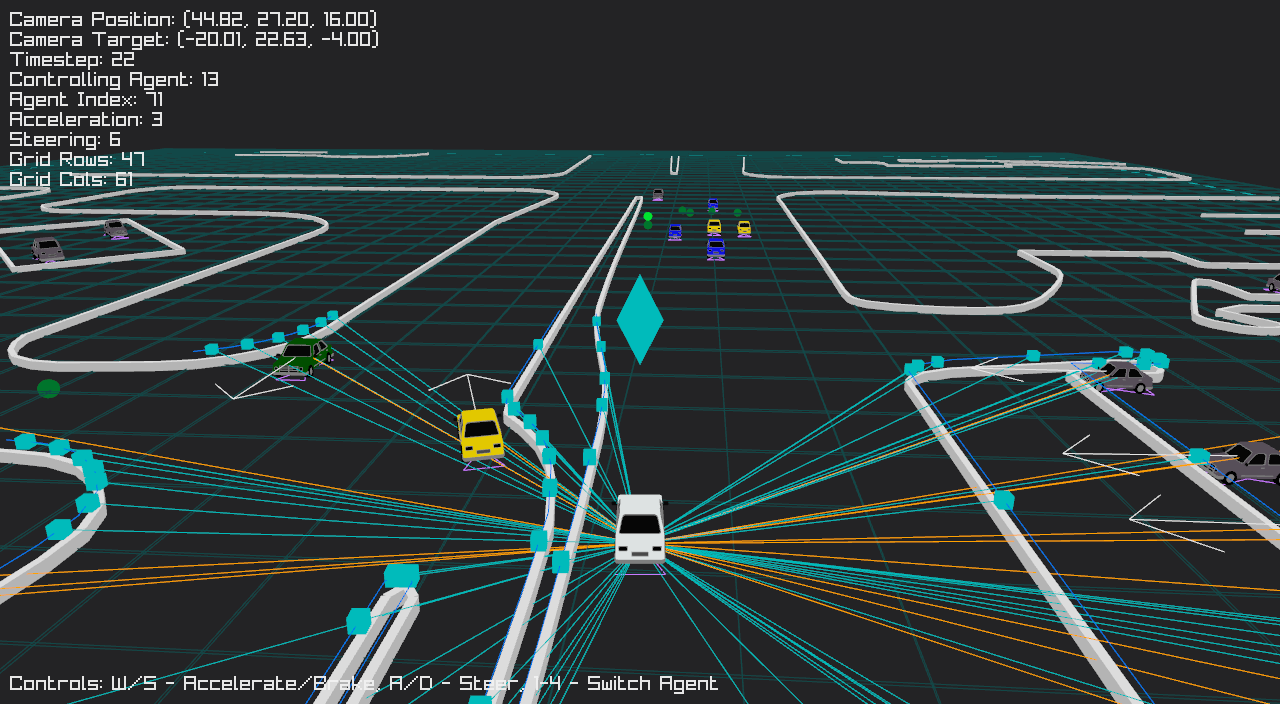 Camera Position: (44.82, 27.20, 16.00)
Camera Target: (-20.01, 22.63, -4.00)
Timestep: 22
Controlling Agent: 13
Agent Index: 71
Acceleration: 3
Steering: 6
Grid Rows: 47
Grid Cols: 61
Controls: W/S - Accelerate/Brake, A/D - Steer, 1-4 - Switch Agent